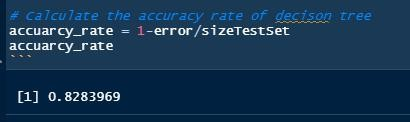 # Calculate the accuracy rate of decison tree
accuarcy_rate = 1-error/sizeTestSet
accuarcy_rate
```
[1] 0.8283969